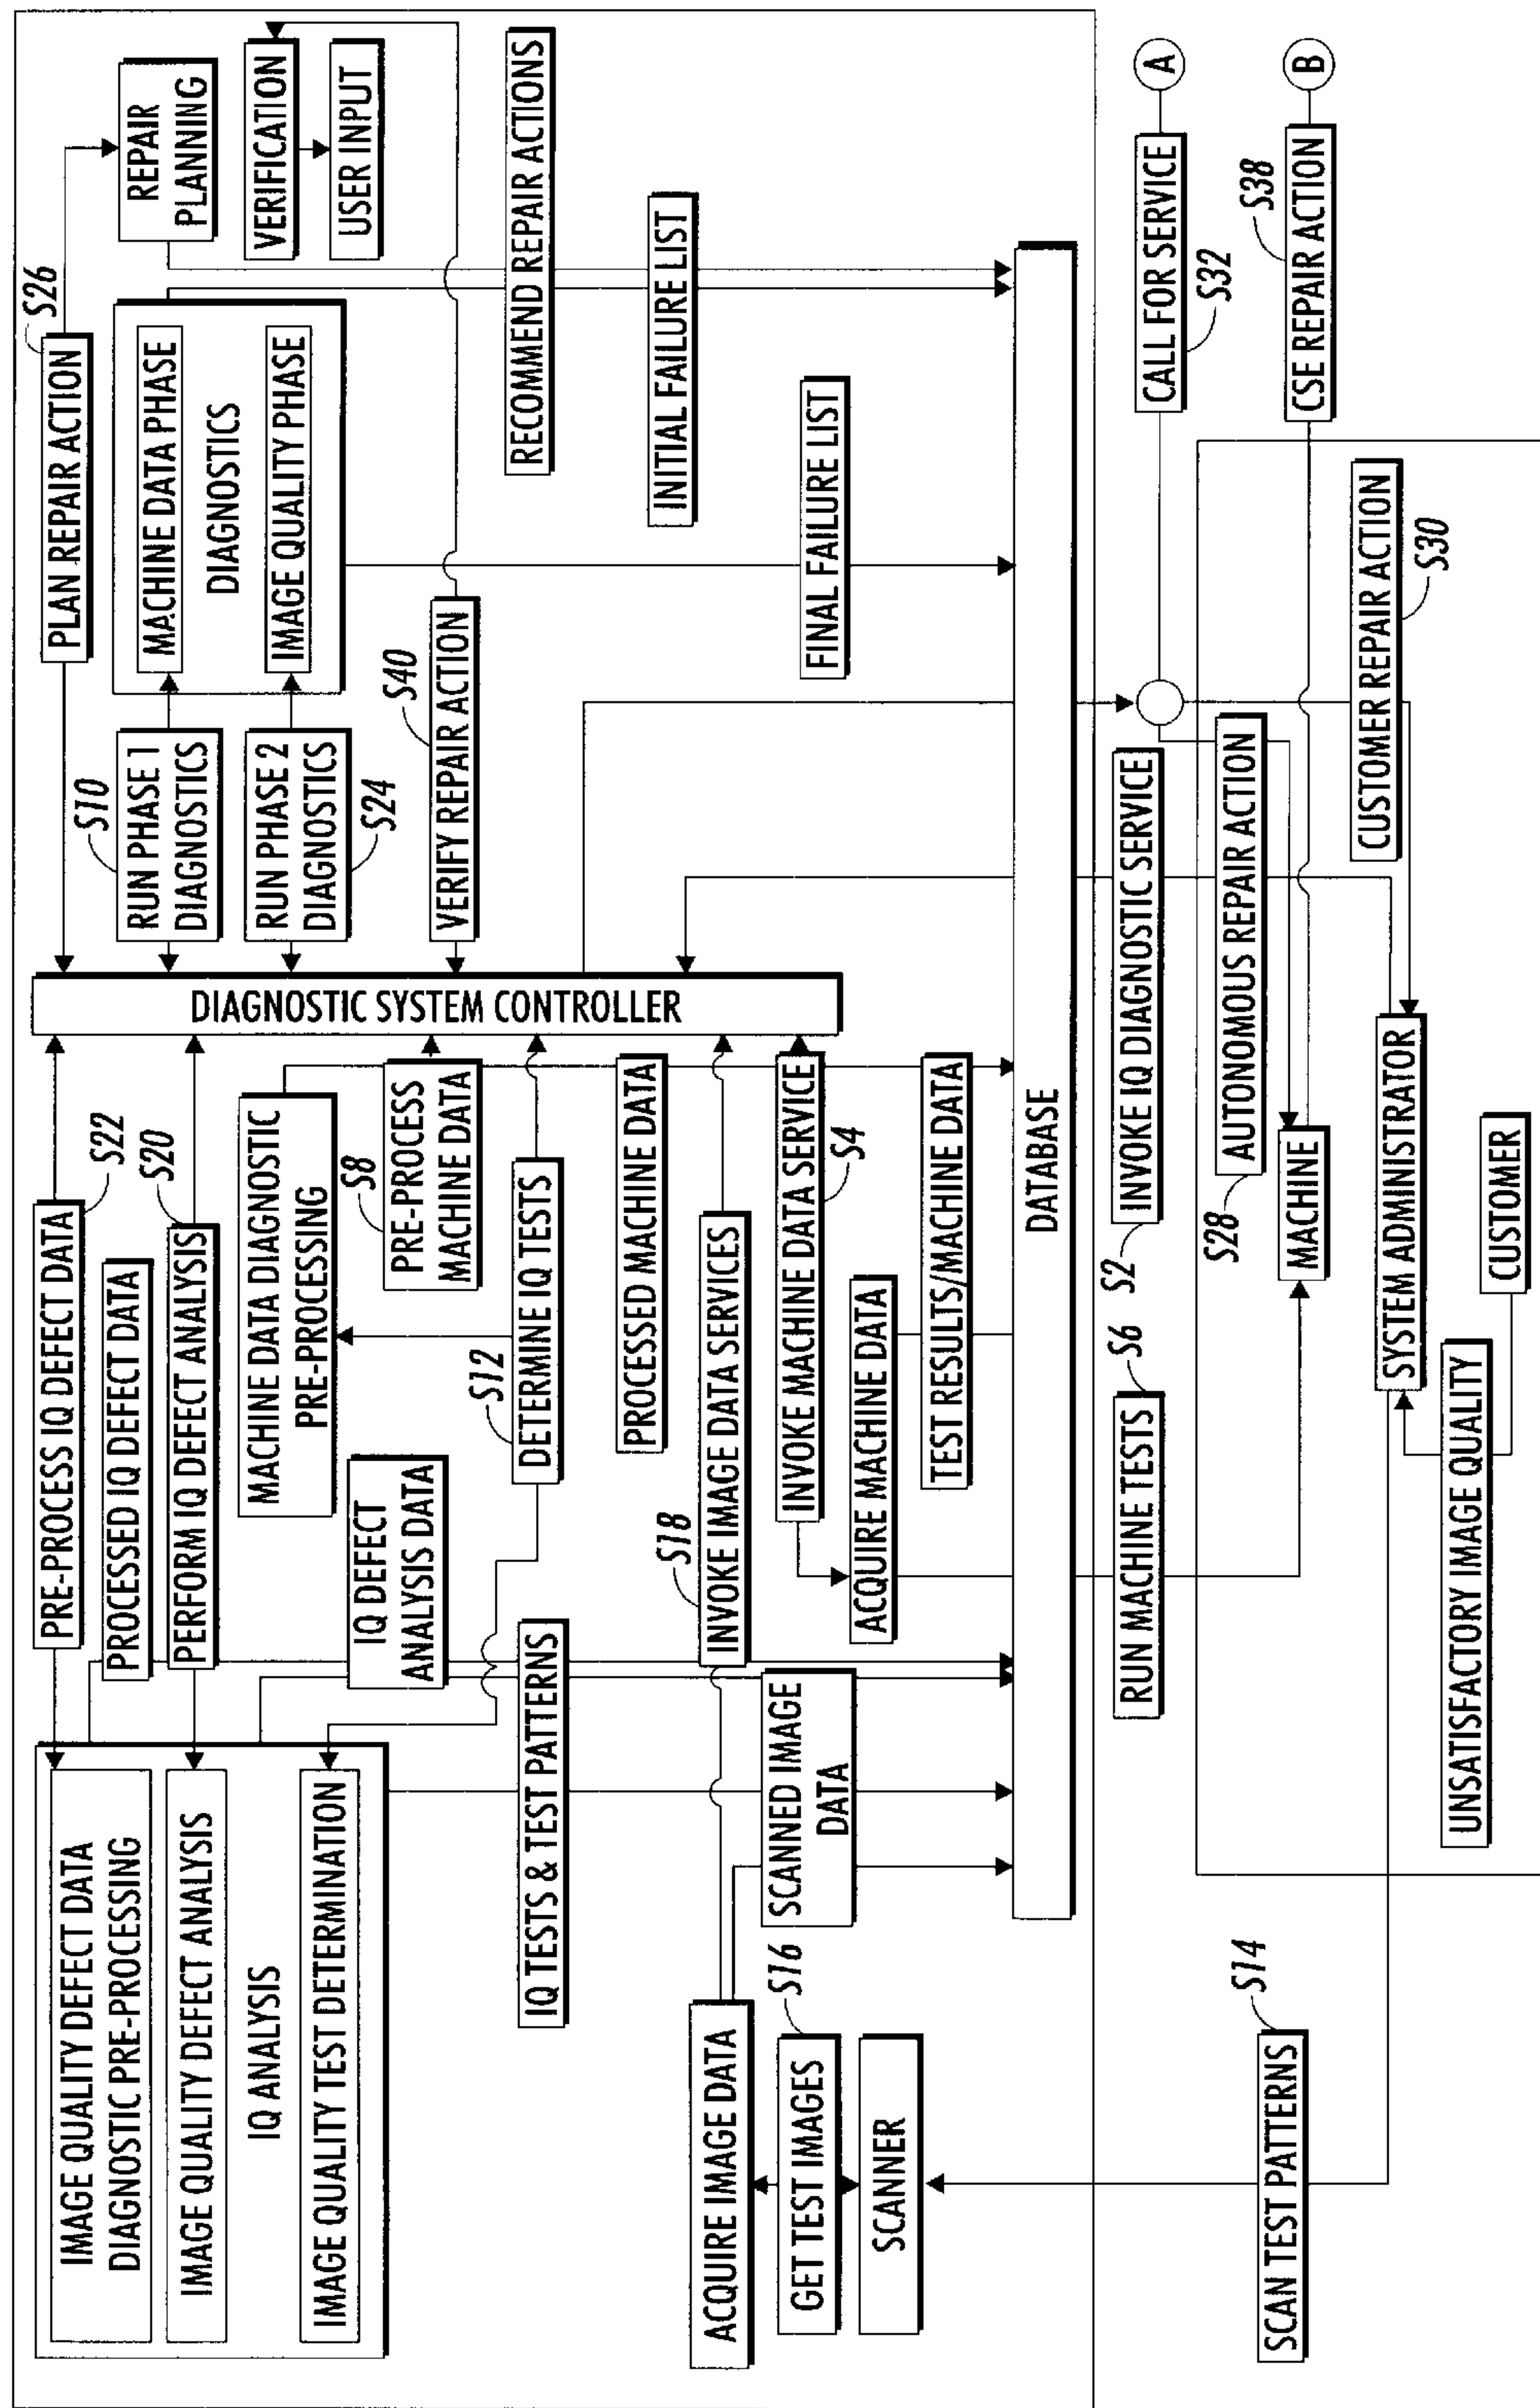 IMAGE QUALITY DEFECT DATA
DIAGNOSTIC PRE-PROCESSING
IMAGE QUALITY DEFECT ANALYSIS
IQ ANALYSIS
IMAGE QUALITY TEST DETERMINATION
PRE-PROCESS IQ DEFECT DATA
S22
PROCESSED IQ DEFECT DATA
PERFORM IQ DEFECT ANALYSIS
S20
IQ DEFECT
ANALYSIS DATA
MACHINE DATA DIAGNOSTIC
PRE-PROCESSING
S8
PRE-PROCESS
MACHINE DATA
S12
DETERMINE IQ TESTS
IQ TESTS & TEST PATTERNS
PROCESSED MACHINE DATA
S18
INVOKE IMAGE DATA SERVICES
INVOKE MACHINE DATA SERVICE
S4
ACQUIRE MACHINE DATA
TEST RESULTS/MACHINE DATA
ACQUIRE IMAGE DATA
SCANNED IMAGE
DATA
GET TEST IMAGES
S16
SCANNER
DIAGNOSTIC SYSTEM CONTROLLER
PLAN REPAIR ACTION
S26
REPAIR
PLANNING
S10
RUN PHASE 1
DIAGNOSTICS
RUN PHASE 2
DIAGNOSTICS
S24
MACHINE DATA PHASE
DIAGNOSTICS
IMAGE QUALITY PHASE
VERIFICATION
USER INPUT
S40
VERIFY REPAIR ACTION
RECOMMEND REPAIR ACTIONS
INITIAL FAILURE LIST
FINAL FAILURE LIST
DATABASE
RUN MACHINE TESTS
S6
S2
INVOKE IQ DIAGNOSTIC SERVICE
CALL FOR SERVICE
A
S32
S28
AUTONOMOUS REPAIR ACTION
S38
SCAN TEST PATTERNS
S14
MACHINE
CSE REPAIR ACTION
B
SYSTEM ADMINISTRATOR
CUSTOMER REPAIR ACTION
S30
UNSATISFACTORY IMAGE QUALITY
CUSTOMER